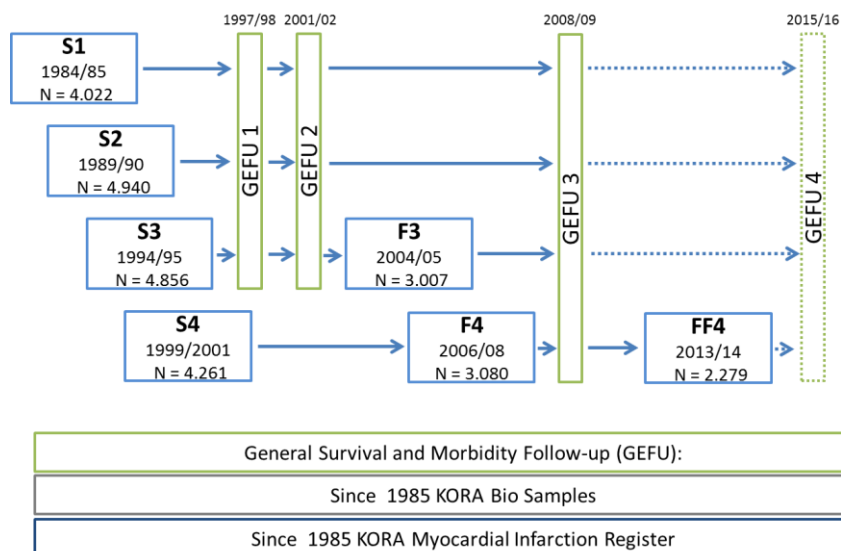 1997/98
2001/02
2008/09
2015/16
S1
1984/85
N = 4.022
S2
1989/90
N = 4.940
S3
1994/95
N = 4.856
S4
1999/2001
N = 4.261
GEFU 1
GEFU 2
F3
2004/05
N = 3.007
F4
2006/08
N = 3.080
GEFU 3
FF4
2013/14
N = 2.279
GEFU 4
General Survival and Morbidity Follow-up (GEFU):
Since 1985 KORA Bio Samples
Since 1985 KORA Myocardial Infarction Register